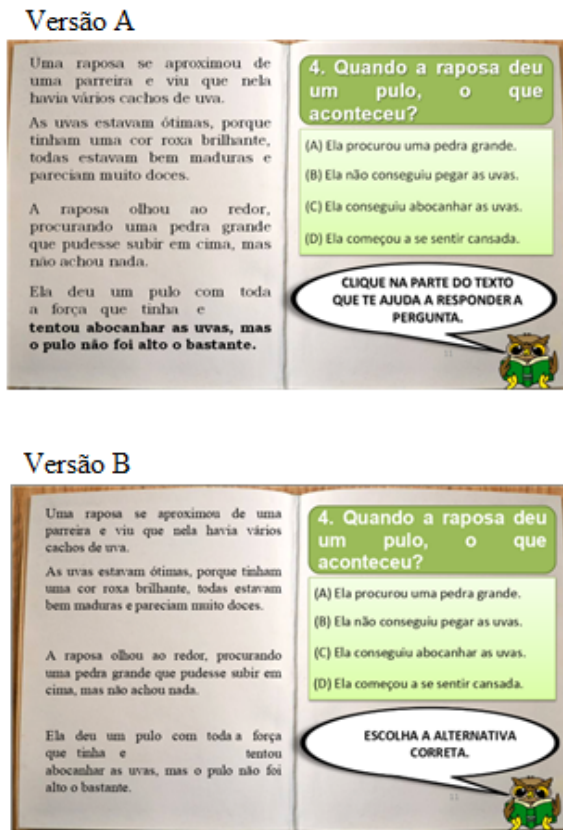 Versão A
Uma raposa se aproximou de
uma parreira e viu que nela
havia vários cachos de uva.
As uvas estavam ótimas, porque
tinham uma cor roxa brilhante,
todas estavam bem maduras e
pareciam muito doces.
A raposa olhou ao redor,
procurando uma pedra grande
que pudesse subir em cima, mas
não achou nada.
Ela deu um pulo com toda
a força que tinha e
tentou abocanhar as uvas, mas
o pulo não foi alto o bastante.
4. Quando a raposa deu
um pulo, o que
aconteceu?
(A) Ela procurou uma pedra grande.
(B) Ela não conseguiu pegar as uvas.
(C) Ela conseguiu abocanhar as uvas.
(D) Ela começou a se sentir cansada.
CLIQUE NA PARTE DO TEXTO
QUE TE AJUDA A RESPONDER A
PERGUNTA.
11
Versão B
Uma raposa se aproximou de uma
parreira e viu que nela havia vários
cachos de uva.
As uvas estavam ótimas, porque tinham
uma cor roxa brilhante, todas estavam
bem maduras e pareciam muito doces.
A raposa olhou ao redor, procurando
uma pedra grande que pudesse subir em
cima, mas não achou nada.
Ela deu um pulo com toda a força
que tinha e tentou
abocanhar as uvas, mas o pulo não foi
alto o bastante.
4. Quando a raposa deu
um pulo, o que
aconteceu?
(A) Ela procurou uma pedra grande.
(B) Ela não conseguiu pegar as uvas.
(C) Ela conseguiu abocanhar as uvas.
(D) Ela começou a se sentir cansada.
ESCOLHA A ALTERNATIVA
CORRETA.
11